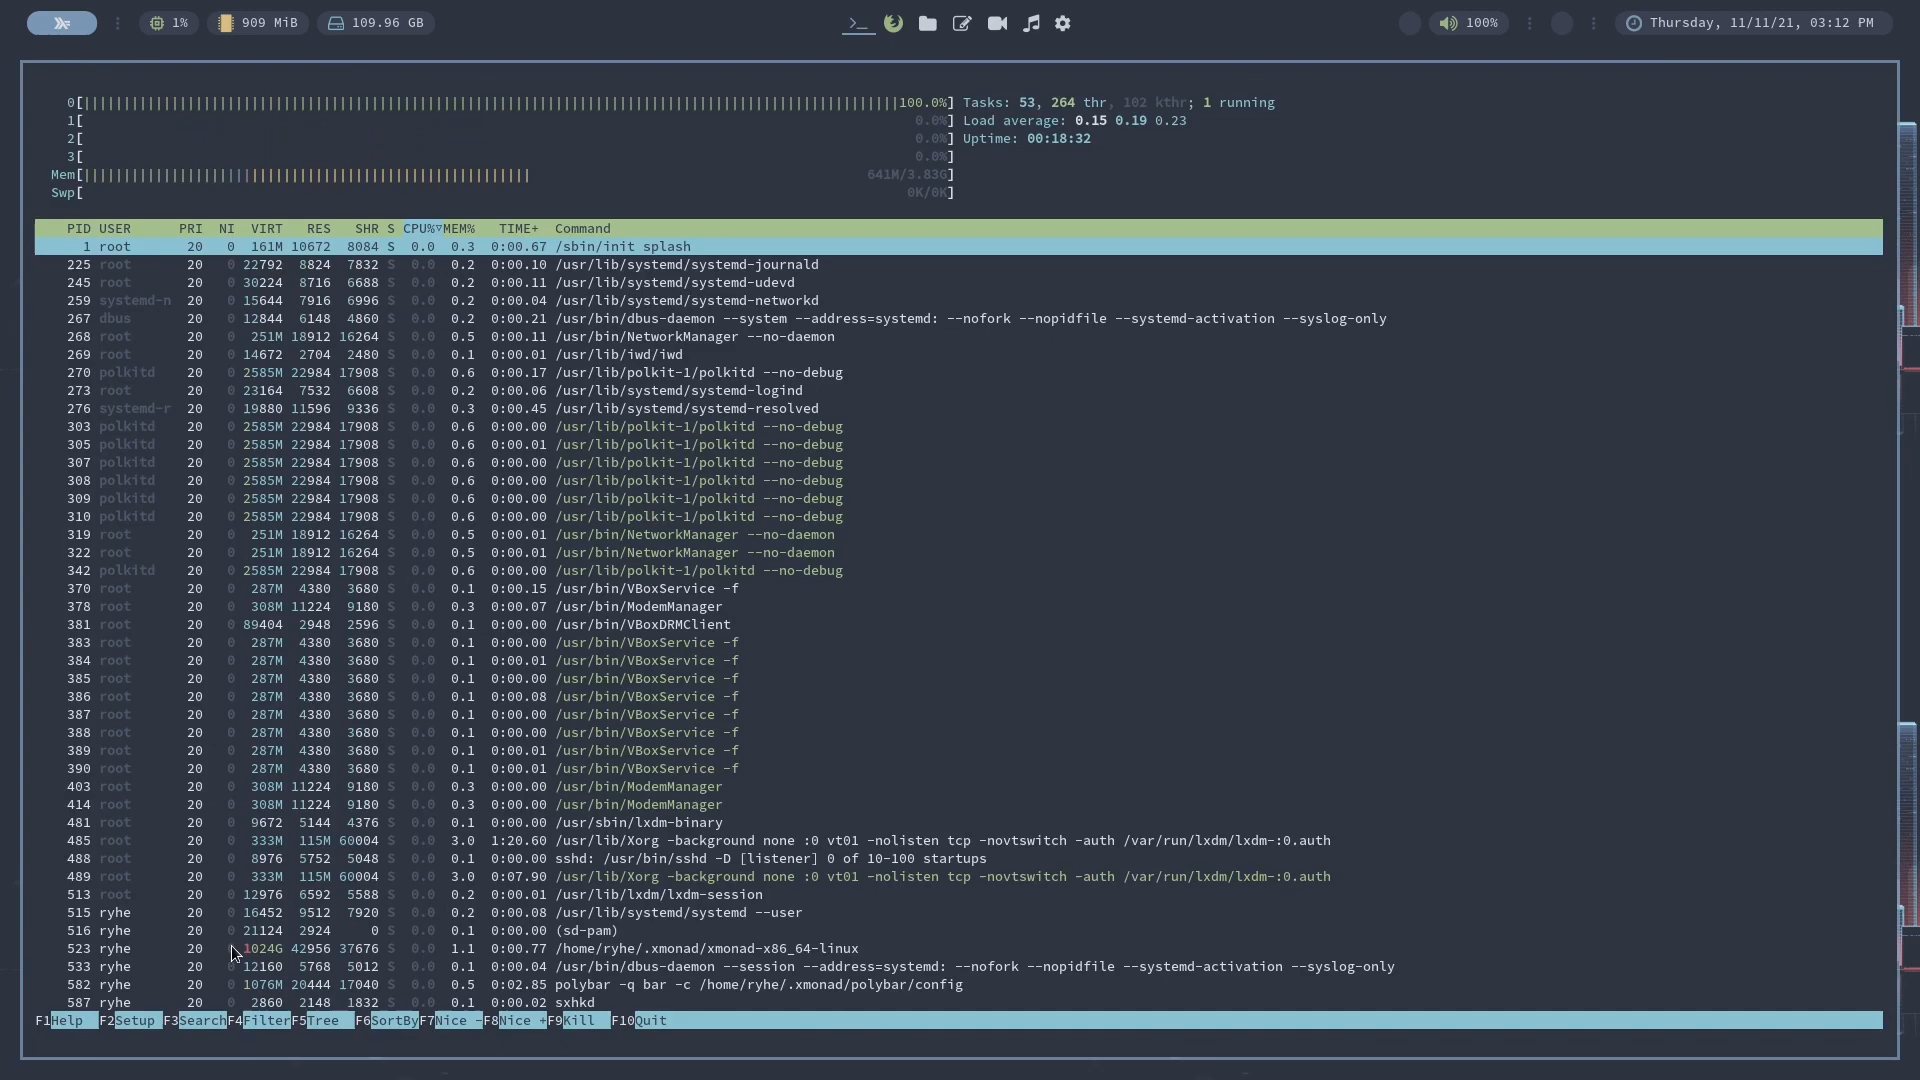 1% 909 MiB 109.96 GB >_ 100% Thursday, 11/11/21, 03:12 PM
0[||||||||||||||||||||||||||||||||||||||||||||||||||||||||||||||||||||||||||||||||||||||||||||||||||||||100.0%] Tasks: 53, 264 thr, 102 kthr; 1 running
1[ 0.0%] Load average: 0.15 0.19 0.23
2[ 0.0%] Uptime: 00:18:32
3[ 0.0%]
Mem[|||||||||||||||||||||||||||||||||||||||||||||||||||||||| 641M/3.83G]
Swp[ 0K/0K]
PID USER PRI NI VIRT RES SHR S CPU%▽MEM% TIME+ Command
1 root 20 0 161M 10672 8084 S 0.0 0.3 0:00.67 /sbin/init splash
225 root 20 0 22792 8824 7832 S 0.0 0.2 0:00.10 /usr/lib/systemd/systemd-journald
245 root 20 0 30224 8716 6688 S 0.0 0.2 0:00.11 /usr/lib/systemd/systemd-udevd
259 systemd-n 20 0 15644 7916 6996 S 0.0 0.2 0:00.04 /usr/lib/systemd/systemd-networkd
267 dbus 20 0 12844 6148 4860 S 0.0 0.2 0:00.21 /usr/bin/dbus-daemon --system --address=systemd: --nofork --nopidfile --systemd-activation --syslog-only
268 root 20 0 251M 18912 16264 S 0.0 0.5 0:00.11 /usr/bin/NetworkManager --no-daemon
269 root 20 0 14672 2704 2480 S 0.0 0.1 0:00.01 /usr/lib/iwd/iwd
270 polkitd 20 0 2585M 22984 17908 S 0.0 0.6 0:00.17 /usr/lib/polkit-1/polkitd --no-debug
273 root 20 0 23164 7532 6608 S 0.0 0.2 0:00.06 /usr/lib/systemd/systemd-logind
276 systemd-r 20 0 19880 11596 9336 S 0.0 0.3 0:00.45 /usr/lib/systemd/systemd-resolved
303 polkitd 20 0 2585M 22984 17908 S 0.0 0.6 0:00.00 /usr/lib/polkit-1/polkitd --no-debug
305 polkitd 20 0 2585M 22984 17908 S 0.0 0.6 0:00.01 /usr/lib/polkit-1/polkitd --no-debug
307 polkitd 20 0 2585M 22984 17908 S 0.0 0.6 0:00.00 /usr/lib/polkit-1/polkitd --no-debug
308 polkitd 20 0 2585M 22984 17908 S 0.0 0.6 0:00.00 /usr/lib/polkit-1/polkitd --no-debug
309 polkitd 20 0 2585M 22984 17908 S 0.0 0.6 0:00.00 /usr/lib/polkit-1/polkitd --no-debug
310 polkitd 20 0 2585M 22984 17908 S 0.0 0.6 0:00.00 /usr/lib/polkit-1/polkitd --no-debug
319 root 20 0 251M 18912 16264 S 0.0 0.5 0:00.01 /usr/bin/NetworkManager --no-daemon
322 root 20 0 251M 18912 16264 S 0.0 0.5 0:00.01 /usr/bin/NetworkManager --no-daemon
342 polkitd 20 0 2585M 22984 17908 S 0.0 0.6 0:00.00 /usr/lib/polkit-1/polkitd --no-debug
370 root 20 0 287M 4380 3680 S 0.0 0.1 0:00.15 /usr/bin/VBoxService -f
378 root 20 0 308M 11224 9180 S 0.0 0.3 0:00.07 /usr/bin/ModemManager
381 root 20 0 89404 2948 2596 S 0.0 0.1 0:00.00 /usr/bin/VBoxDRMClient
383 root 20 0 287M 4380 3680 S 0.0 0.1 0:00.00 /usr/bin/VBoxService -f
384 root 20 0 287M 4380 3680 S 0.0 0.1 0:00.01 /usr/bin/VBoxService -f
385 root 20 0 287M 4380 3680 S 0.0 0.1 0:00.00 /usr/bin/VBoxService -f
386 root 20 0 287M 4380 3680 S 0.0 0.1 0:00.08 /usr/bin/VBoxService -f
387 root 20 0 287M 4380 3680 S 0.0 0.1 0:00.00 /usr/bin/VBoxService -f
388 root 20 0 287M 4380 3680 S 0.0 0.1 0:00.00 /usr/bin/VBoxService -f
389 root 20 0 287M 4380 3680 S 0.0 0.1 0:00.01 /usr/bin/VBoxService -f
390 root 20 0 287M 4380 3680 S 0.0 0.1 0:00.01 /usr/bin/VBoxService -f
403 root 20 0 308M 11224 9180 S 0.0 0.3 0:00.00 /usr/bin/ModemManager
414 root 20 0 308M 11224 9180 S 0.0 0.3 0:00.00 /usr/bin/ModemManager
481 root 20 0 9672 5144 4376 S 0.0 0.1 0:00.00 /usr/sbin/lxdm-binary
485 root 20 0 333M 115M 60004 S 0.0 3.0 1:20.60 /usr/lib/Xorg -background none :0 vt01 -nolisten tcp -novtswitch -auth /var/run/lxdm/lxdm-:0.auth
488 root 20 0 8976 5752 5048 S 0.0 0.1 0:00.00 sshd: /usr/bin/sshd -D [listener] 0 of 10-100 startups
489 root 20 0 333M 115M 60004 S 0.0 3.0 0:07.90 /usr/lib/Xorg -background none :0 vt01 -nolisten tcp -novtswitch -auth /var/run/lxdm/lxdm-:0.auth
513 root 20 0 12976 6592 5588 S 0.0 0.2 0:00.01 /usr/lib/lxdm/lxdm-session
515 ryhe 20 0 16452 9512 7920 S 0.0 0.2 0:00.08 /usr/lib/systemd/systemd --user
516 ryhe 20 0 21124 2924 0 S 0.0 0.1 0:00.00 (sd-pam)
523 ryhe 20 0 1024G 42956 37676 S 0.0 1.1 0:00.77 /home/ryhe/.xmonad/xmonad-x86_64-linux
533 ryhe 20 0 12160 5768 5012 S 0.0 0.1 0:00.04 /usr/bin/dbus-daemon --session --address=systemd: --nofork --nopidfile --systemd-activation --syslog-only
582 ryhe 20 0 1076M 20444 17040 S 0.0 0.5 0:02.85 polybar -q bar -c /home/ryhe/.xmonad/polybar/config
587 ryhe 20 0 2860 2148 1832 S 0.0 0.1 0:00.02 sxhkd
F1Help F2Setup F3SearchF4FilterF5Tree F6SortByF7Nice -F8Nice +F9Kill F10Quit